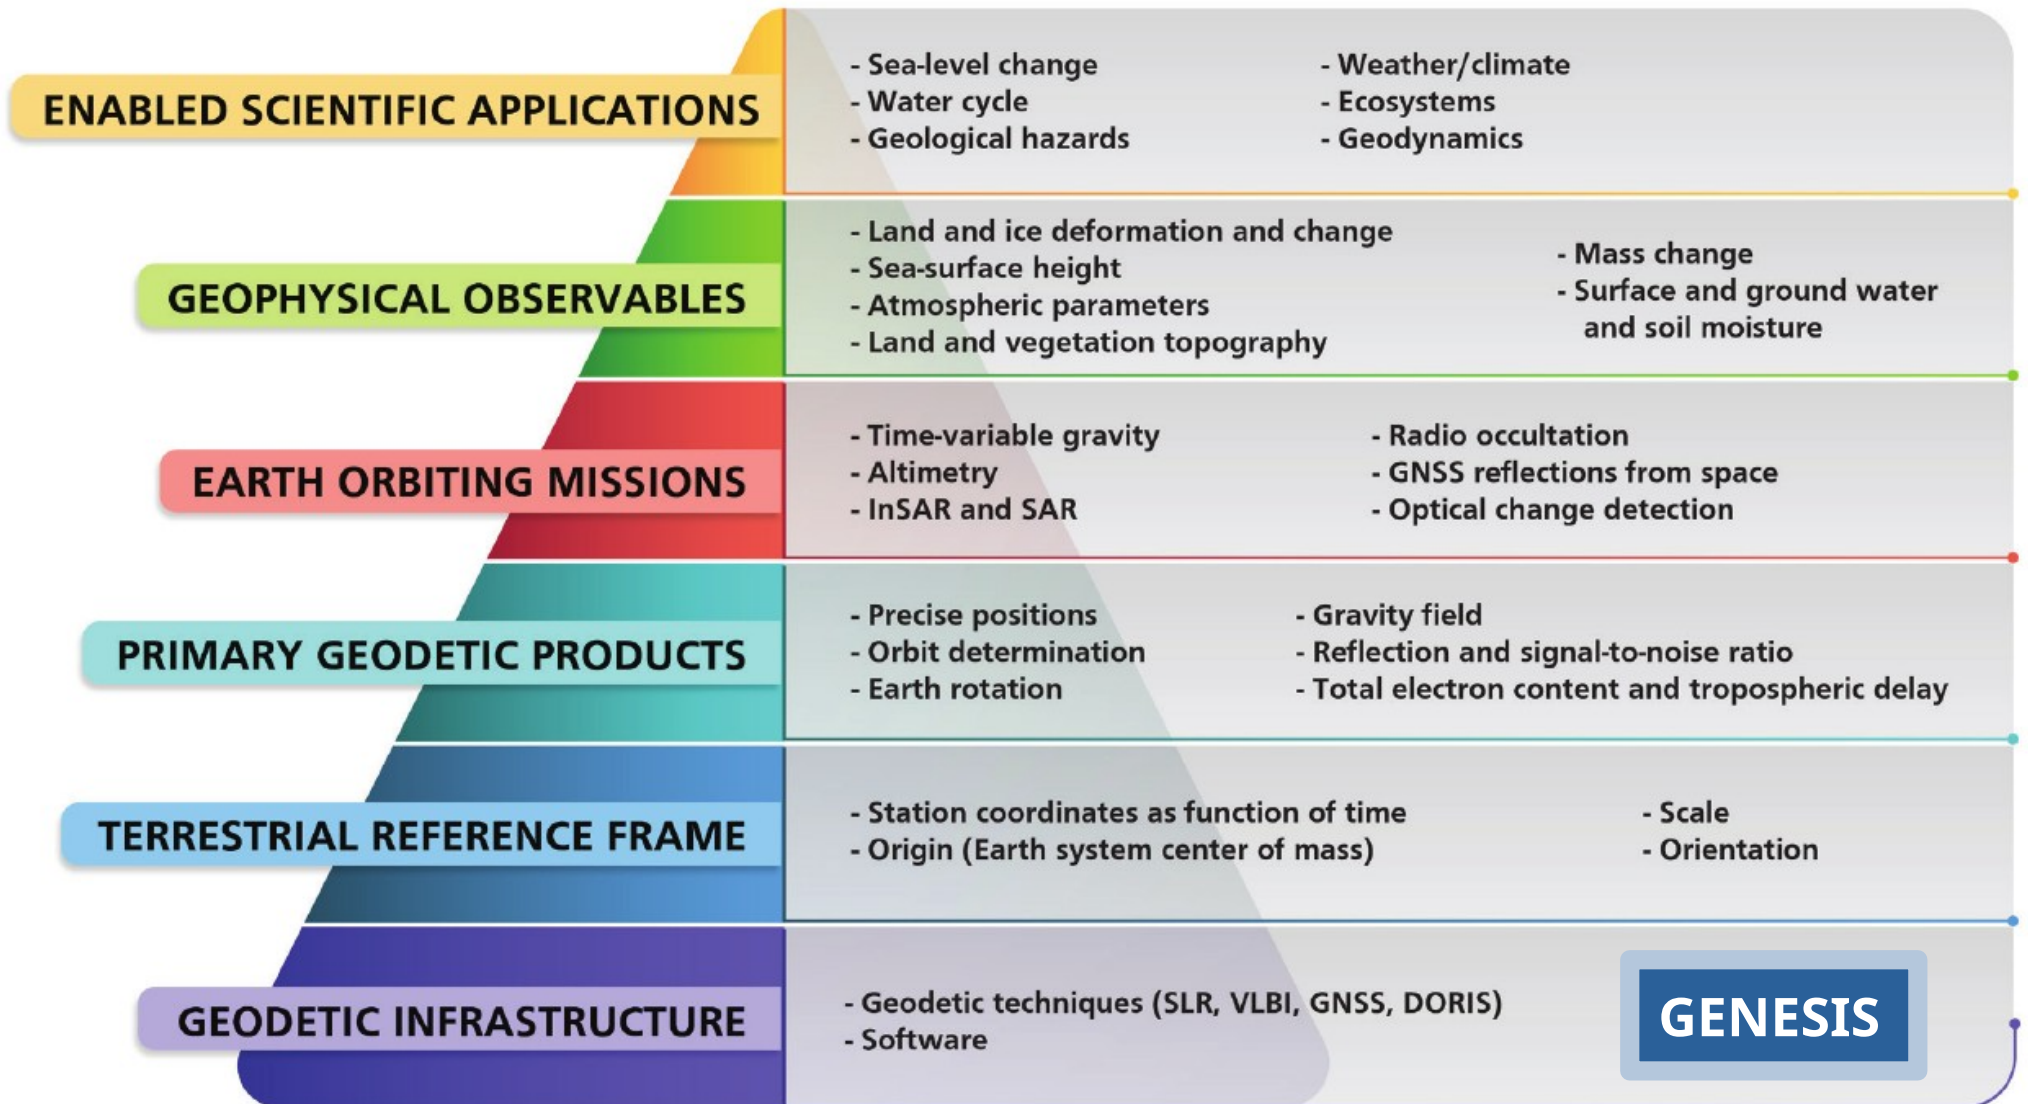 ENABLED SCIENTIFIC APPLICATIONS
- Sea-level change
- Water cycle
- Geological hazards
- Weather/climate
- Ecosystems
- Geodynamics
GEOPHYSICAL OBSERVABLES
- Land and ice deformation and change
- Sea-surface height
- Atmospheric parameters
- Land and vegetation topography
- Mass change
- Surface and ground water
and soil moisture
EARTH ORBITING MISSIONS
- Time-variable gravity
- Altimetry
- InSAR and SAR
- Radio occultation
- GNSS reflections from space
- Optical change detection
PRIMARY GEODETIC PRODUCTS
- Precise positions
- Orbit determination
- Earth rotation
- Gravity field
- Reflection and signal-to-noise ratio
- Total electron content and tropospheric delay
TERRESTRIAL REFERENCE FRAME
- Station coordinates as function of time
- Origin (Earth system center of mass)
- Scale
- Orientation
GEODETIC INFRASTRUCTURE
- Geodetic techniques (SLR, VLBI, GNSS, DORIS)
- Software
GENESIS